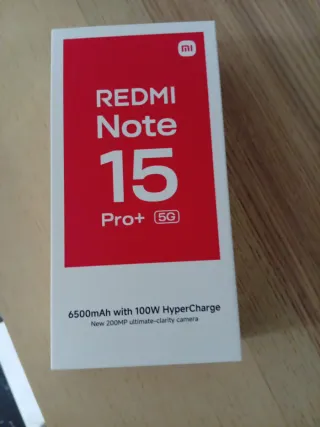 mi
REDMI
Note
15
Pro+ 5G
6500mAh with 100W HyperCharge
New 200MP ultimate-clarity camera